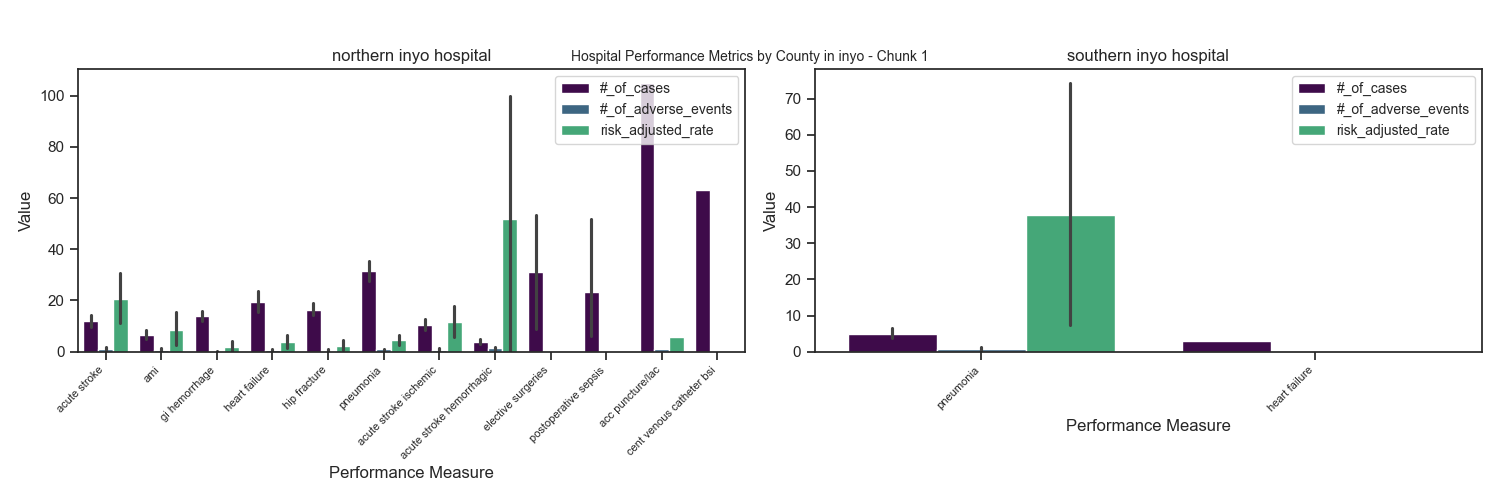 Hospital Performance Metrics by County in inyo - Chunk 1
northern inyo hospital
#_of_cases
#_of_adverse_events
risk_adjusted_rate
Value
100
80
60
40
20
0
acute stroke
ami
gi hemorrhage
heart failure
hip fracture
pneumonia
acute stroke ischemic
acute stroke hemorrhagic
elective surgeries
postoperative sepsis
acc puncture/lac
cent venous catheter bsi
Performance Measure
southern inyo hospital
#_of_cases
#_of_adverse_events
risk_adjusted_rate
Value
70
60
50
40
30
20
10
0
pneumonia
heart failure
Performance Measure